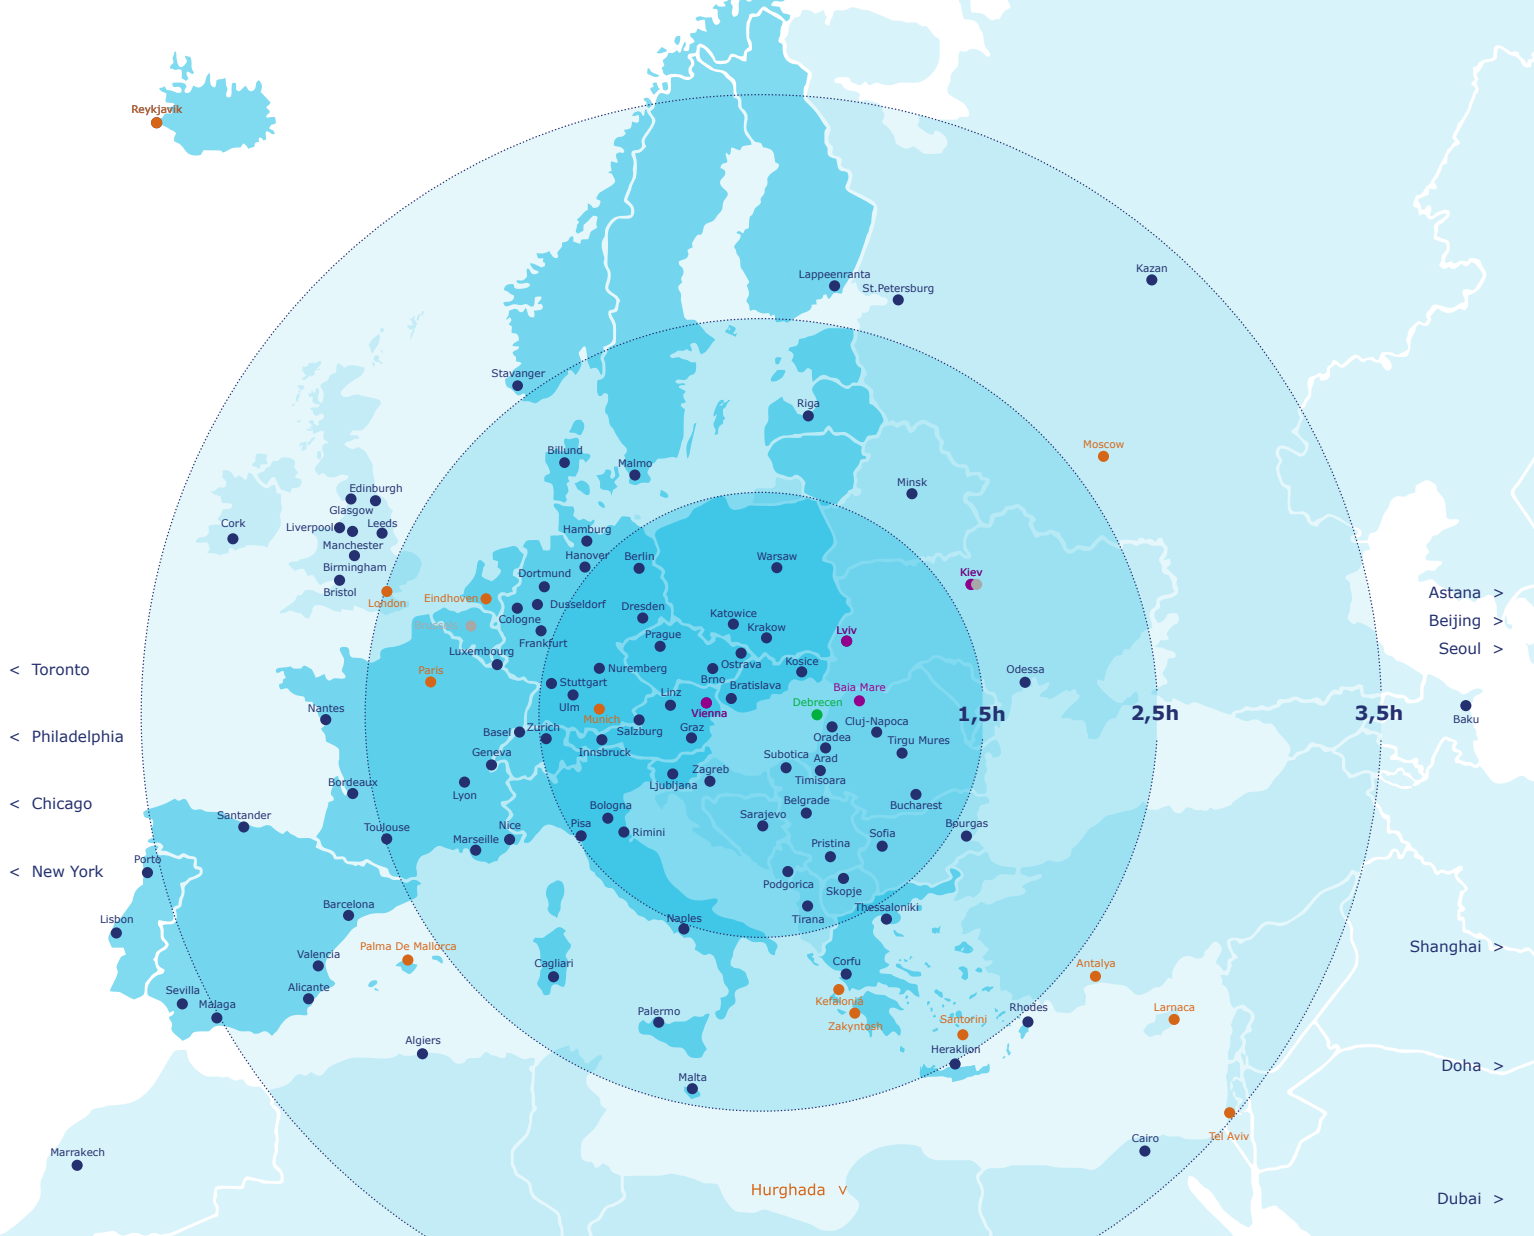 Reykjavik
Kazan
Lappeenranta
St.Petersburg
Stavanger
Riga
Moscow
Billund
Malmo
Minsk
Edinburgh
Glasgow
Cork
Liverpool
Leeds
Manchester
Birmingham
Bristol
London
Hamburg
Hanover
Berlin
Warsaw
Dortmund
Kiev
Eindhoven
Dusseldorf
Cologne
Brussels
Frankfurt
Dresden
Katowice
Krakow
Prague
Lviv
Luxembourg
Astana >
Beijing >
Seoul >
< Toronto
Paris
Nuremberg
Ostrava
Brno
Kosice
Odessa
Stuttgart
Ulm
Linz
Bratislava
Baia Mare
Debrecen
Nantes
Munich
Vienna
1,5h
2,5h
3,5h
Baku
< Philadelphia
Basel
Zurich
Innsbruck
Salzburg
Graz
Cluj-Napoca
Oradea
Tirgu Mures
Geneva
Lyon
Ljubljana
Zagreb
Subotica
Arad
Timisoara
Bordeaux
< Chicago
Santander
Toulouse
Nice
Marseille
Pisa
Bologna
Rimini
Sarajevo
Belgrade
Bucharest
Bourgas
Sofia
Pristina
< New York
Porto
Podgorica
Skopje
Lisbon
Barcelona
Naples
Tirana
Thessaloniki
Shanghai >
Palma De Mallorca
Valencia
Cagliari
Corfu
Antalya
Sevilla
Malaga
Alicante
Kefalonia
Zakyntosh
Palermo
Santorini
Rhodes
Larnaca
Algiers
Heraklion
Malta
Doha >
Tel Aviv
Cairo
Marrakech
Hurghada v
Dubai >